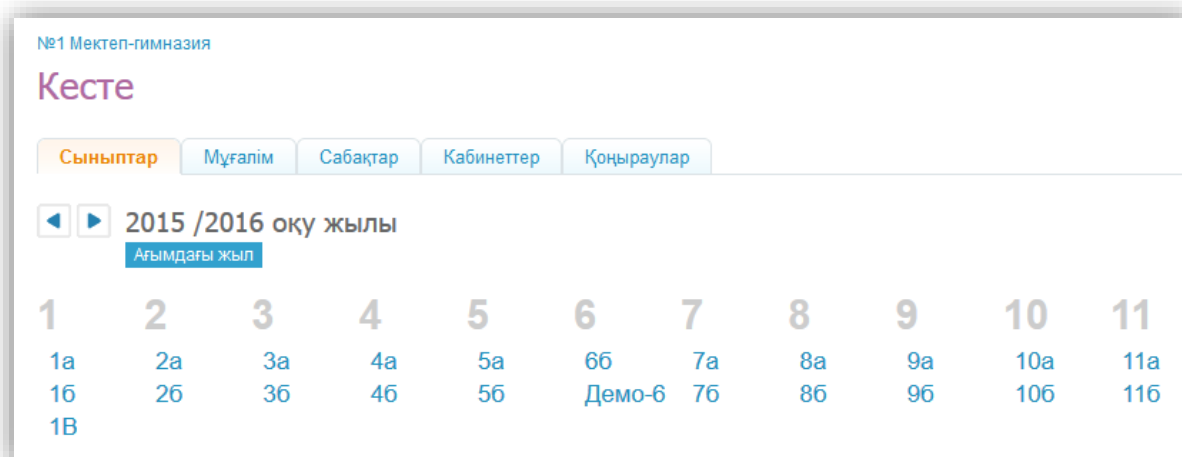 №1 Мектеп-гимназия
Кесте
Сыныптар Мұғалім Сабақтар Кабинеттер Қоңыраулар
2015 /2016 оқу жылы
Ағымдағы жыл
1 2 3 4 5 6 7 8 9 10 11
1а 2а 3а 4а 5а 6б 7а 8а 9а 10а 11а
1б 2б 3б 4б 5б Демо-6 7б 8б 9б 10б 11б
1В